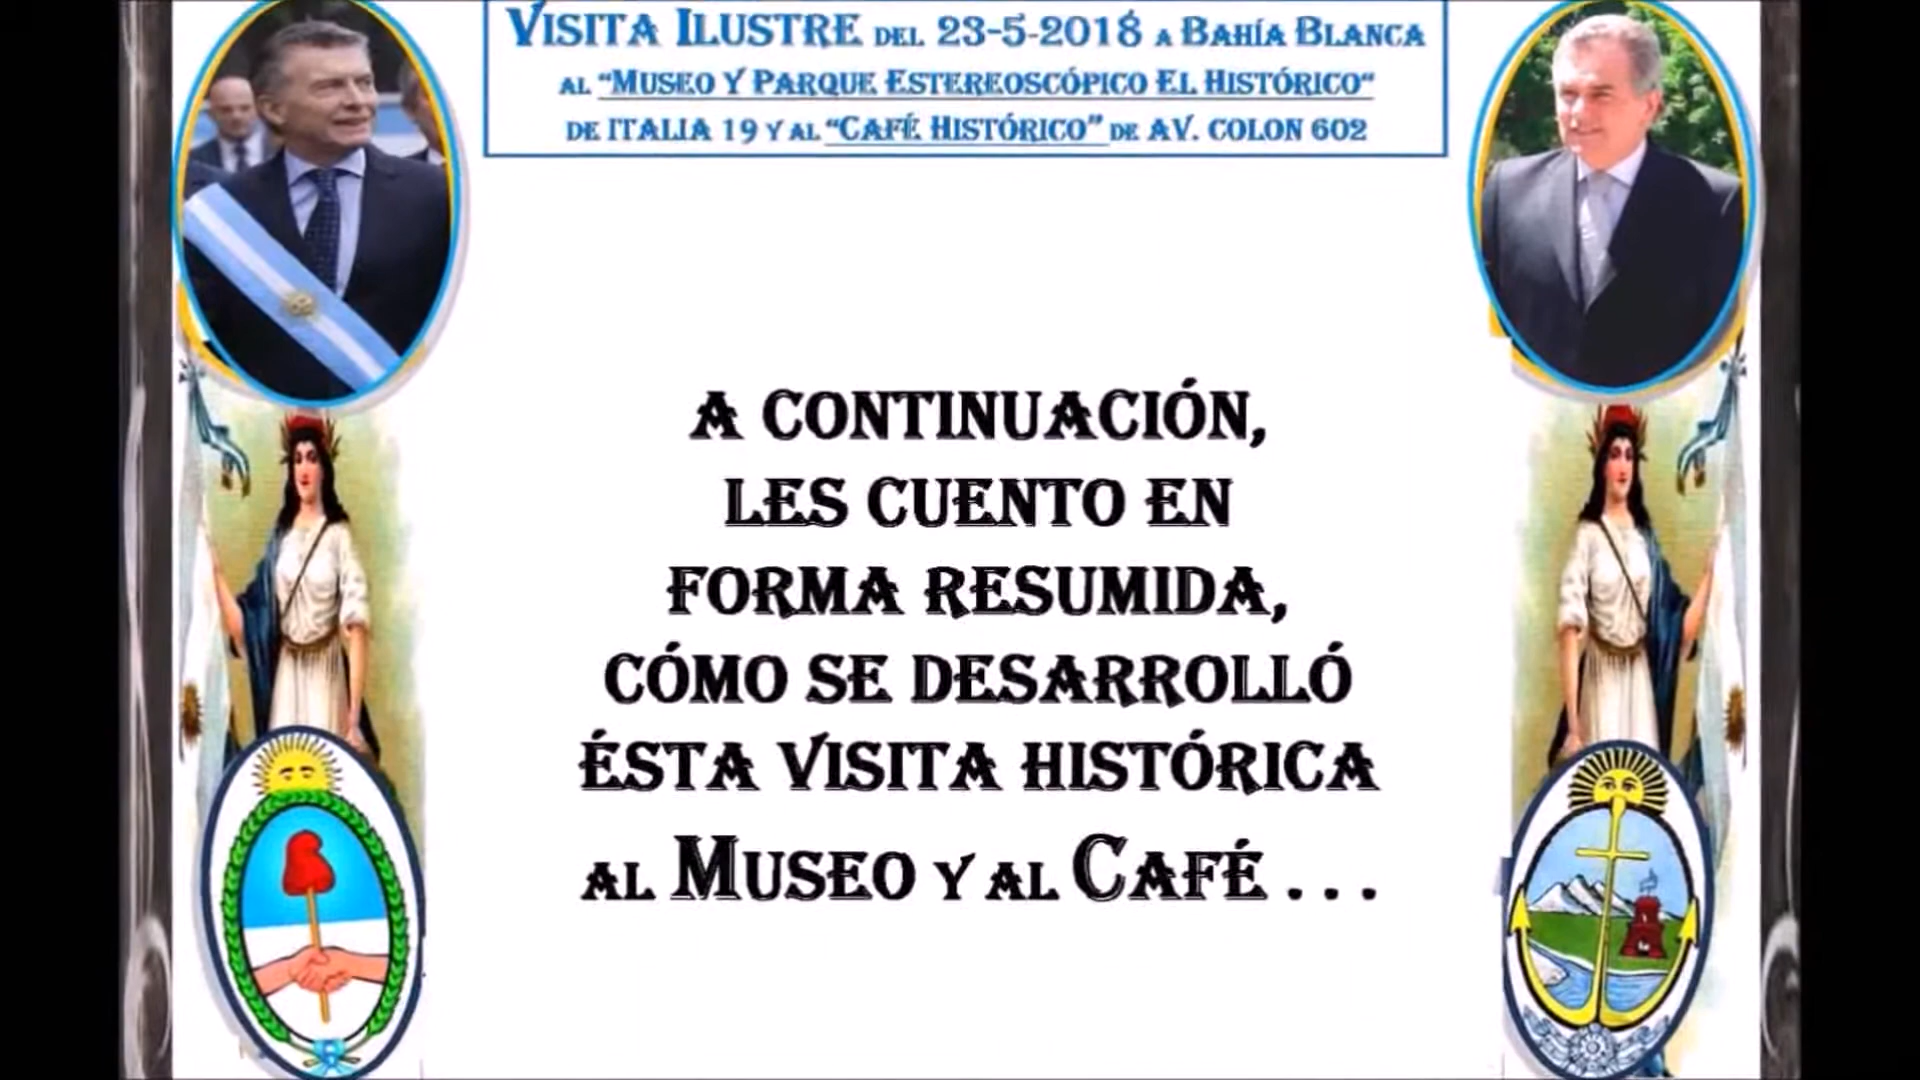 VISITA ILUSTRE DEL 23-5-2018 A BAHÍA BLANCA
AL “MUSEO Y PARQUE ESTEREOSCÓPICO EL HISTÓRICO“
DE ITALIA 19 Y AL “CAFÉ HISTÓRICO” DE AV. COLON 602
A CONTINUACIÓN,
LES CUENTO EN
FORMA RESUMIDA,
CÓMO SE DESARROLLÓ
ÉSTA VISITA HISTÓRICA
AL MUSEO Y AL CAFÉ . . .